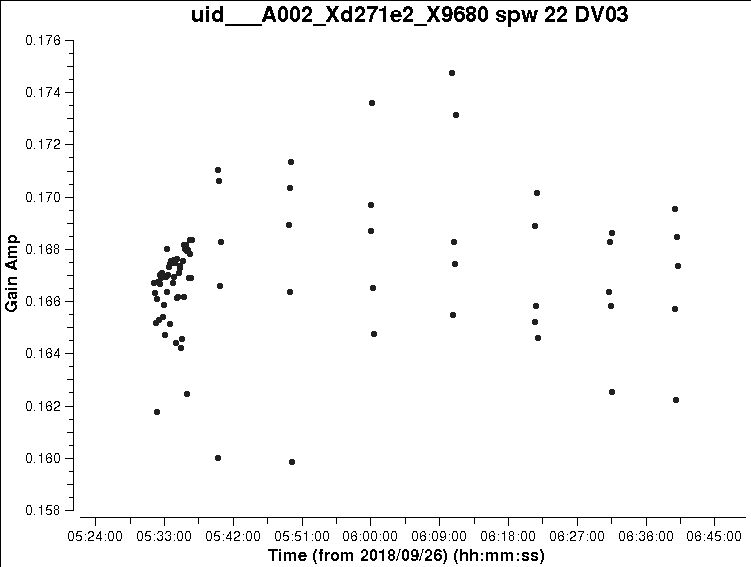 uid___A002_Xd271e2_X9680 spw 22 DV03
0.176
0.174
0.172
0.170
0.168
0.166
0.164
0.162
0.160
0.158
Gain Amp
05:24:00 05:33:00 05:42:00 05:51:00 06:00:00 06:09:00 06:18:00 06:27:00 06:36:00 06:45:00
Time (from 2018/09/26) (hh:mm:ss)